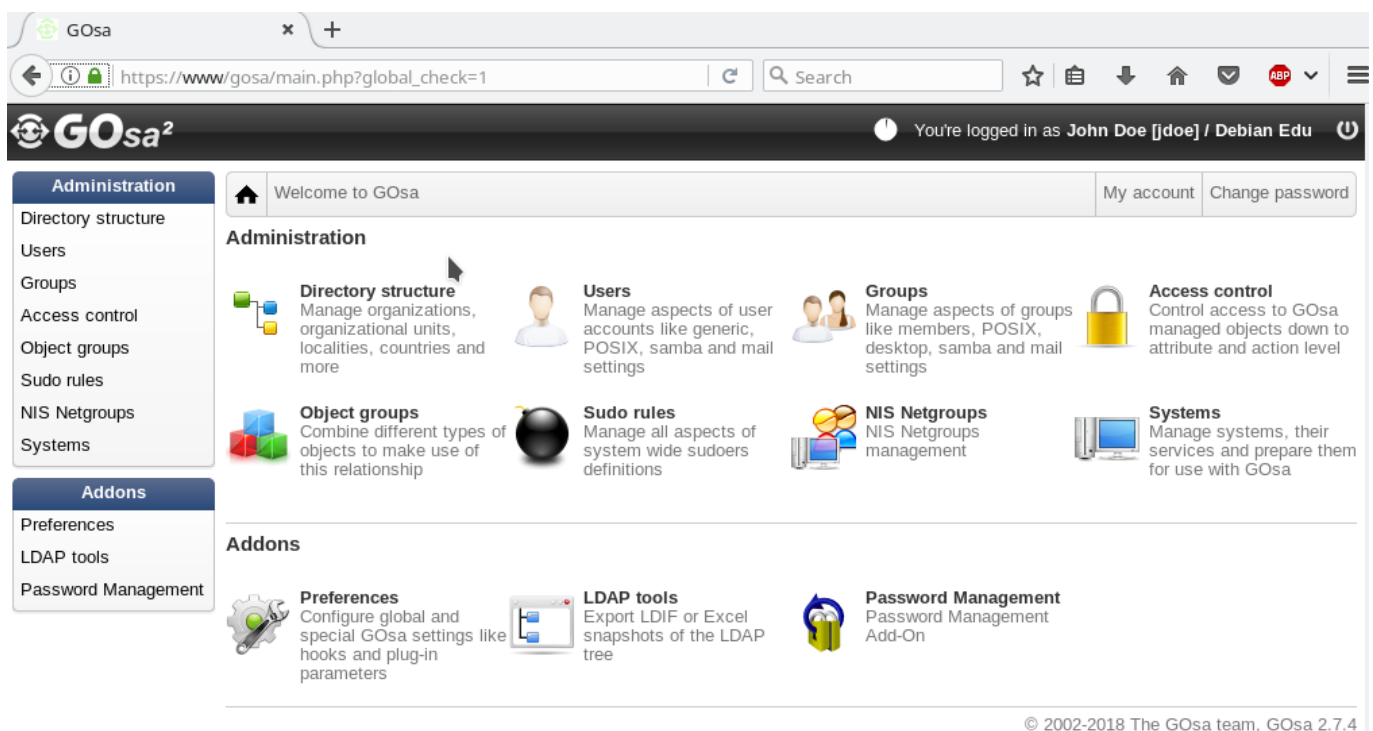 GOsa
https://www/gosa/main.php?global_check=1
Search
ABP
GOsa²
You're logged in as John Doe [jdoe] / Debian Edu
Administration
Directory structure
Users
Groups
Access control
Object groups
Sudo rules
NIS Netgroups
Systems
Addons
Preferences
LDAP tools
Password Management
Welcome to GOsa
My account
Change password
Administration
Directory structure
Manage organizations,
organizational units,
localities, countries and
more
Users
Manage aspects of user
accounts like generic,
POSIX, samba and mail
settings
Groups
Manage aspects of groups
like members, POSIX,
desktop, samba and mail
settings
Access control
Control access to GOsa
managed objects down to
attribute and action level
Object groups
Combine different types of
objects to make use of
this relationship
Sudo rules
Manage all aspects of
system wide sudoers
definitions
NIS Netgroups
NIS Netgroups
management
Systems
Manage systems, their
services and prepare them
for use with GOsa
Addons
Preferences
Configure global and
special GOsa settings like
hooks and plug-in
parameters
LDAP tools
Export LDIF or Excel
snapshots of the LDAP
tree
Password Management
Password Management
Add-On
© 2002-2018 The GOsa team, GOsa 2.7.4